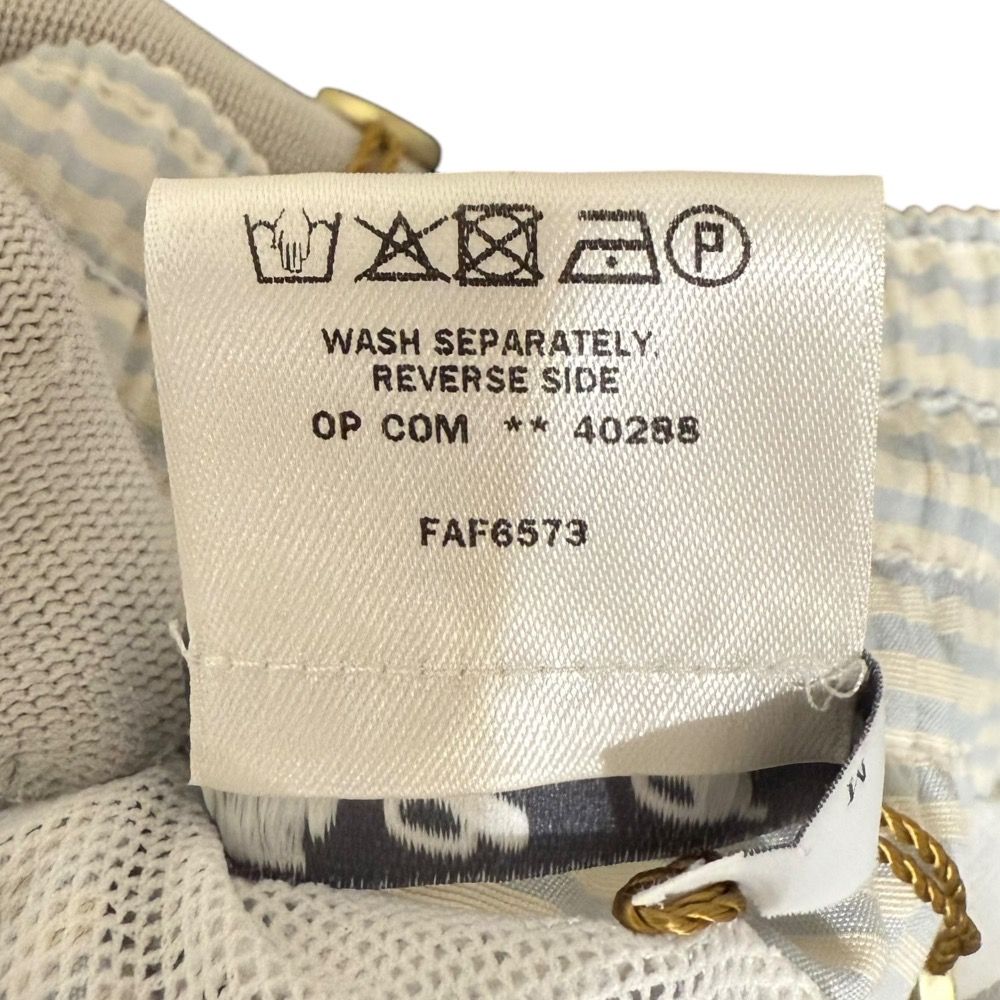 P
WASH SEPARATELY,
REVERSE SIDE
OP COM ** 40288
FAF6573